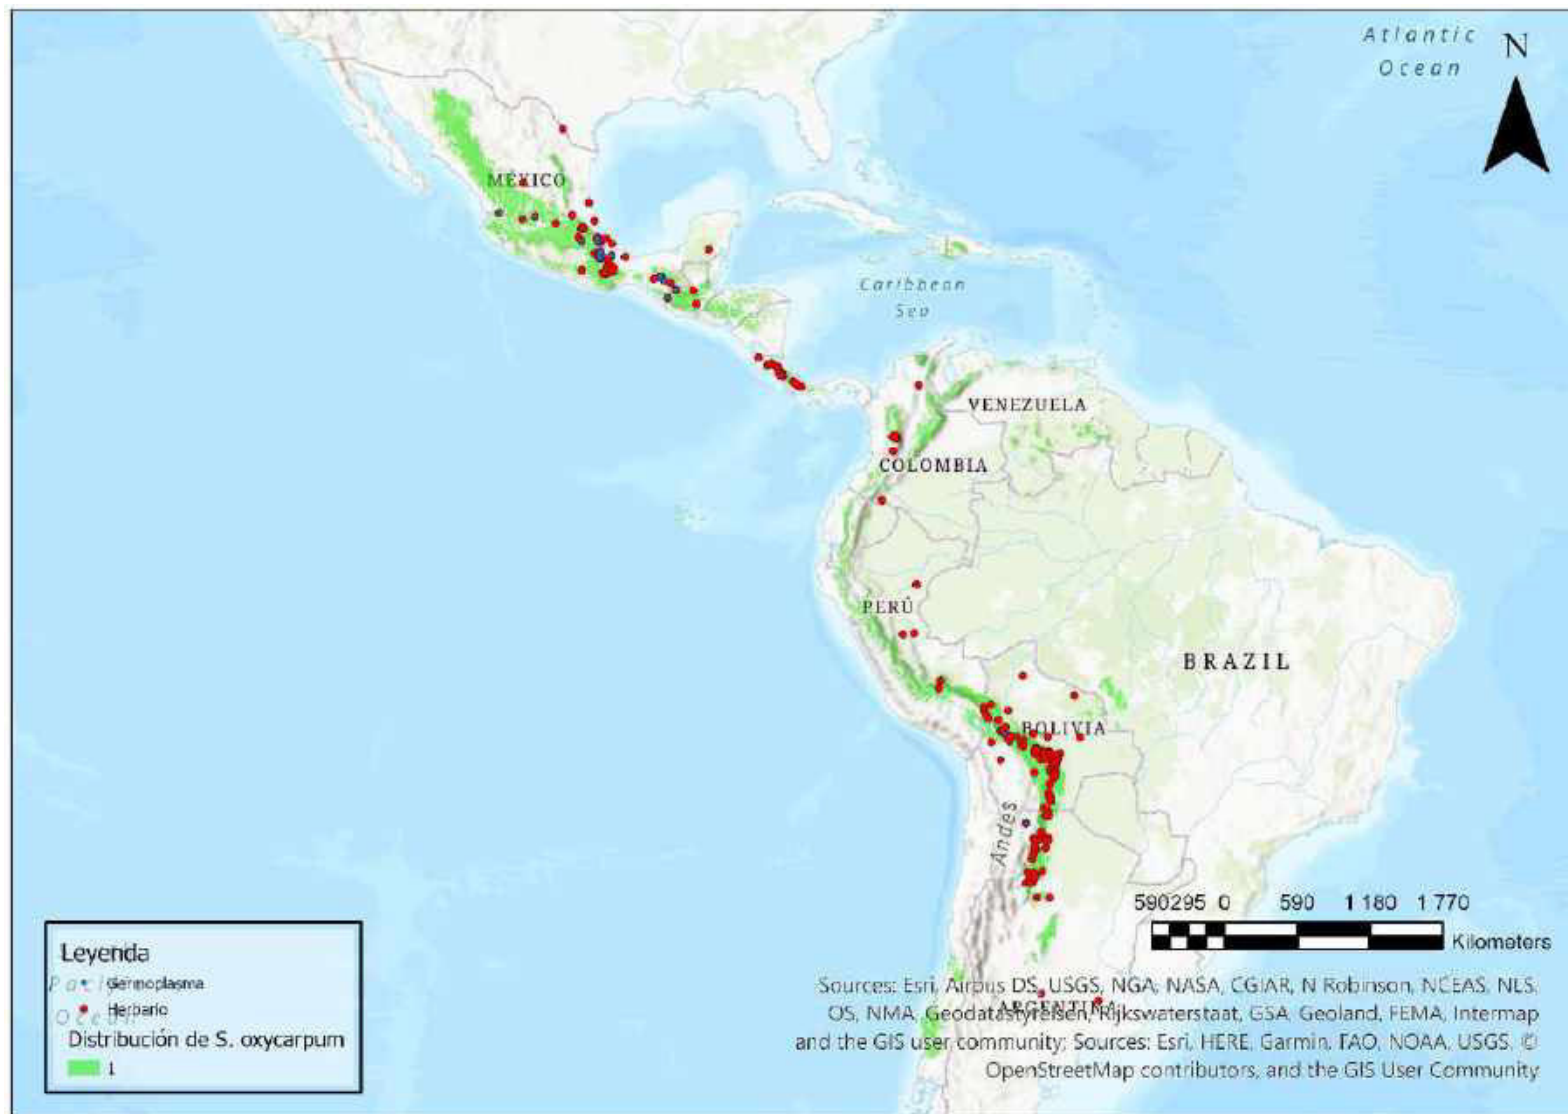 Atlantic
Ocean
N
MÉXICO
Caribbean
Sea
VENEZUELA
COLOMBIA
PERÚ
BRAZIL
BOLIVIA
Andes
ARGENTINA
590295 0 590 1 180 1 770
Kilometers
Leyenda
Germoplasma
Herbario
Distribución de S. oxycarpum
1
Sources: Esri, Airbus DS, USGS, NGA, NASA, CGIAR, N Robinson, NCEAS, NLS,
OS, NMA, Geodatastyrelsen, Rijkswaterstaat, GSA, Geoland, FEMA, Intermap
and the GIS user community; Sources: Esri, HERE, Garmin, FAO, NOAA, USGS, ©
OpenStreetMap contributors, and the GIS User Community